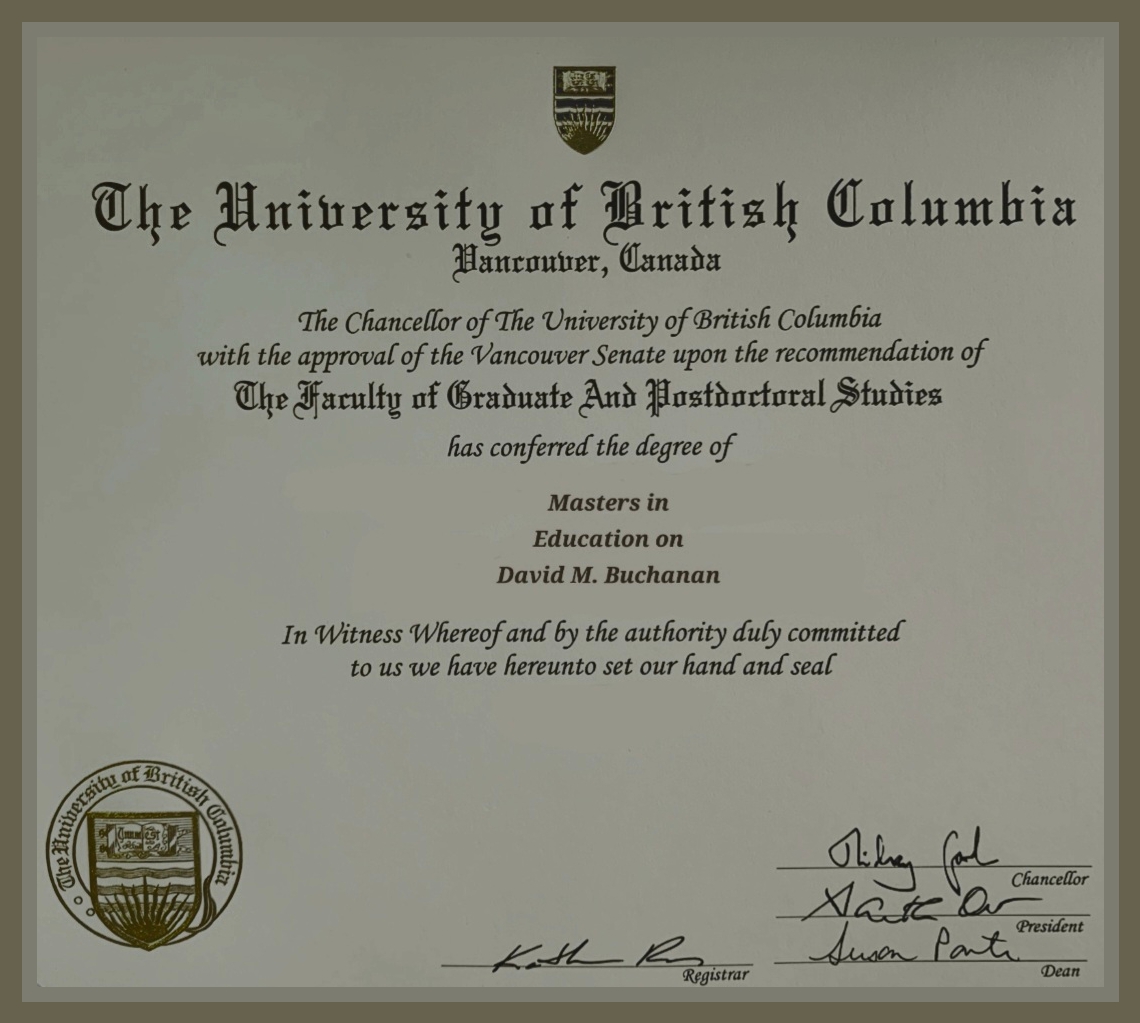 The University of British Columbia
Vancouver, Canada
The Chancellor of The University of British Columbia
with the approval of the Vancouver Senate upon the recommendation of
The Faculty of Graduate And Postdoctoral Studies
has conferred the degree of
Masters in
Education on
David M. Buchanan
In Witness Whereof and by the authority duly committed
to us we have hereunto set our hand and seal
The University of British Columbia
Chancellor
President
Susan
Dean
Registrar